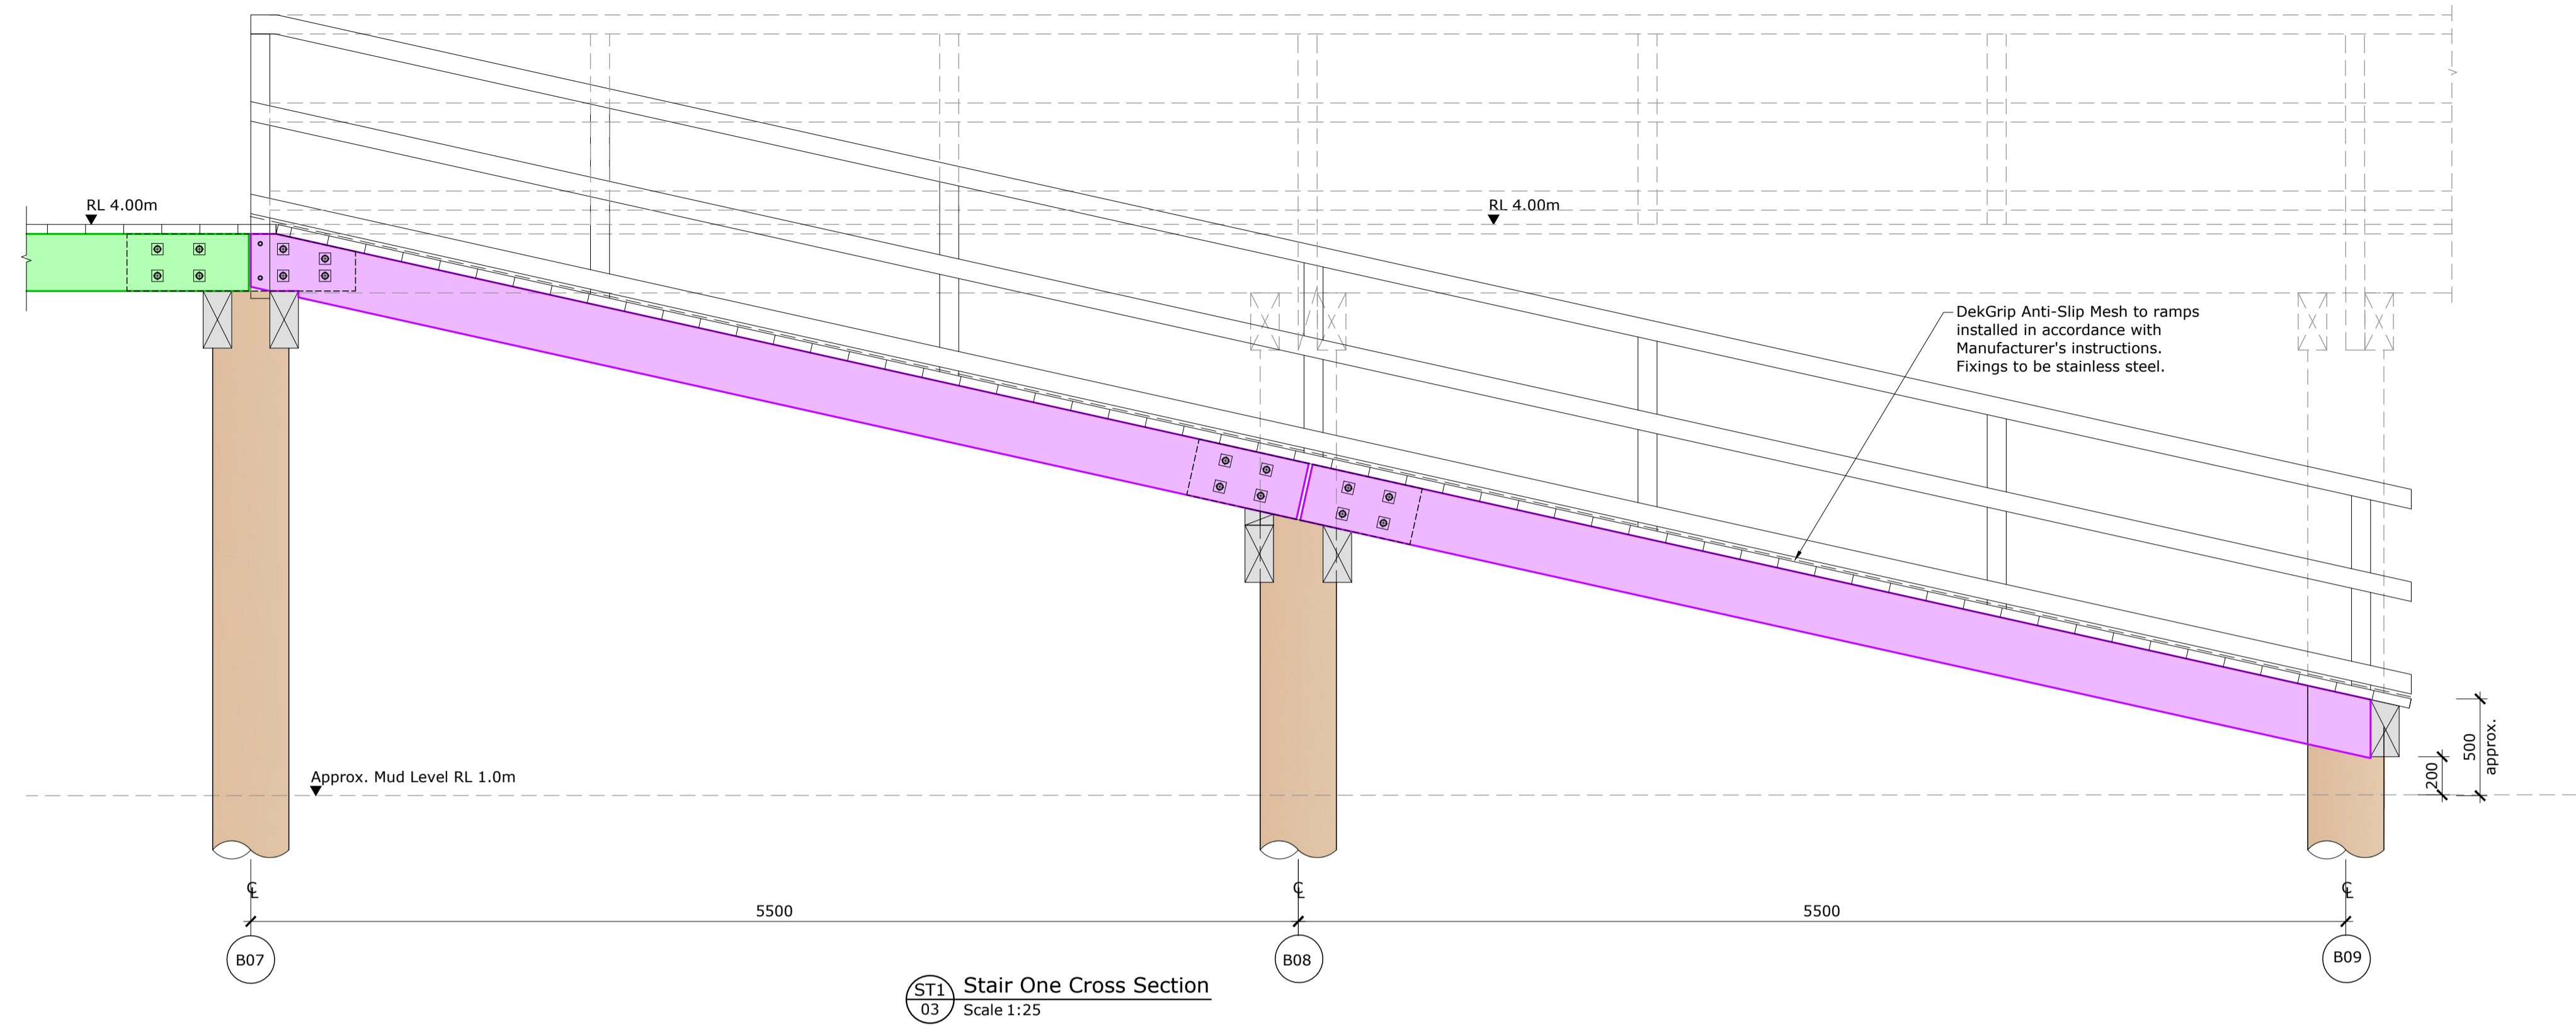 RL 4.00m
RL 4.00m
DekGrip Anti-Slip Mesh to ramps
installed in accordance with
Manufacturer's instructions.
Fixings to be stainless steel.
Approx. Mud Level RL 1.0m
200
500
approx.
℄
℄
℄
5500
5500
B07
B08
B09
ST1
03
Stair One Cross Section
Scale 1:25